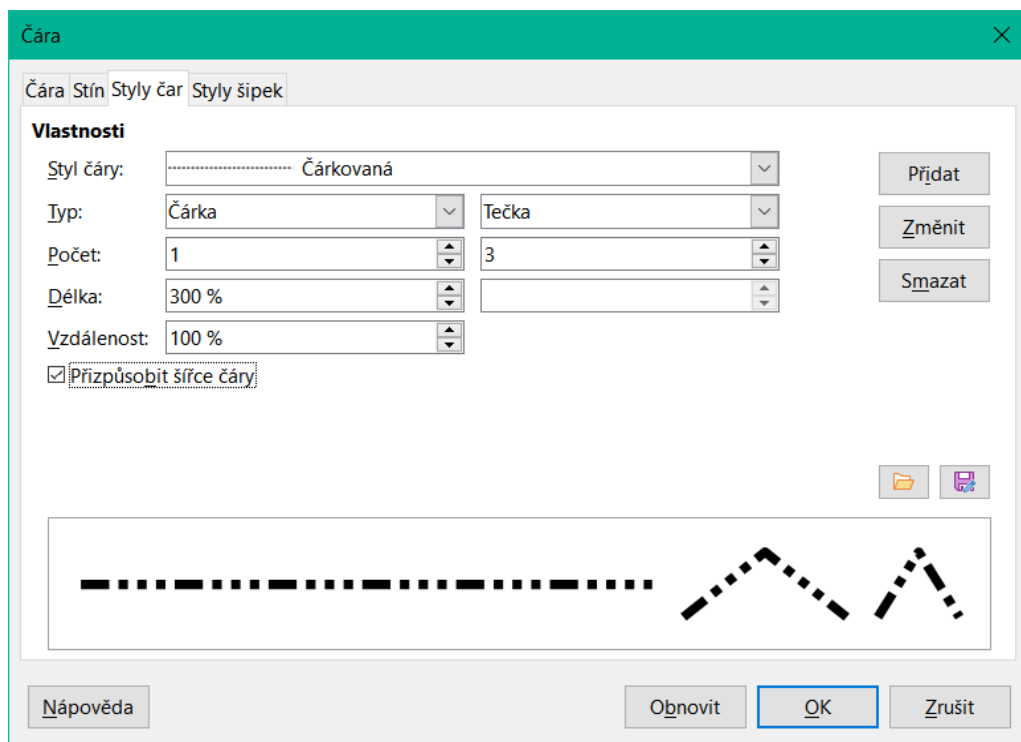 Čára
Čára Stín Styly čar Styly šipek
Vlastnosti
Styl čáry: Čárkovaná Přidat
Typ: Čárka Tečka Změnit
Počet: 1 3
Délka: 300 % Smazat
Vzdálenost: 100 %
Přizpůsobit šířce čáry
Nápověda Obnovit OK Zrušit